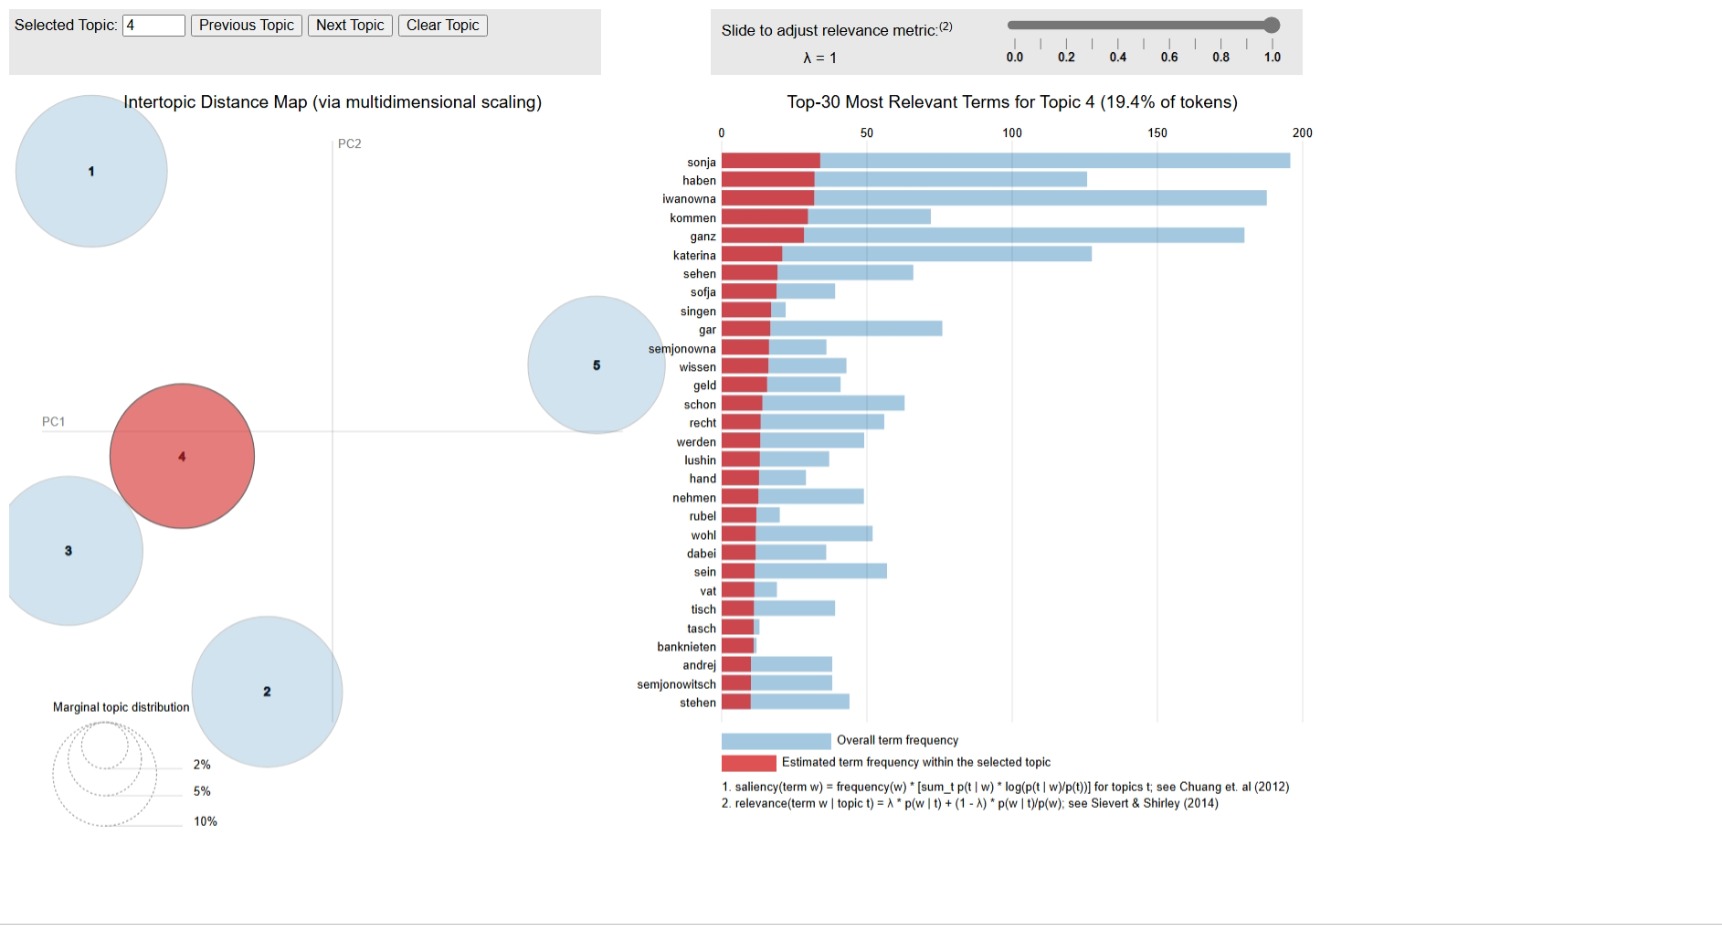 Selected Topic: 4 Previous Topic Next Topic Clear Topic
Slide to adjust relevance metric:(2)
λ = 1
0.0 0.2 0.4 0.6 0.8 1.0
Intertopic Distance Map (via multidimensional scaling)
PC2
PC1
1
5
4
3
2
Marginal topic distribution
2%
5%
10%
Top-30 Most Relevant Terms for Topic 4 (19.4% of tokens)
0 50 100 150 200
sonja
haben
iwanowna
kommen
ganz
katerina
sehen
sofja
singen
gar
semjonowna
wissen
geld
schon
recht
werden
lushin
hand
nehmen
rubel
wohl
dabei
sein
vat
tisch
tasch
banknieten
andrej
semjonowitsch
stehen
Overall term frequency
Estimated term frequency within the selected topic
1. saliency(term w) = frequency(w) * [sum_t p(t | w) * log(p(t | w)/p(t))] for topics t; see Chuang et. al (2012)
2. relevance(term w | topic t) = λ * p(w | t) + (1 - λ) * p(w | t)/p(w); see Sievert & Shirley (2014)